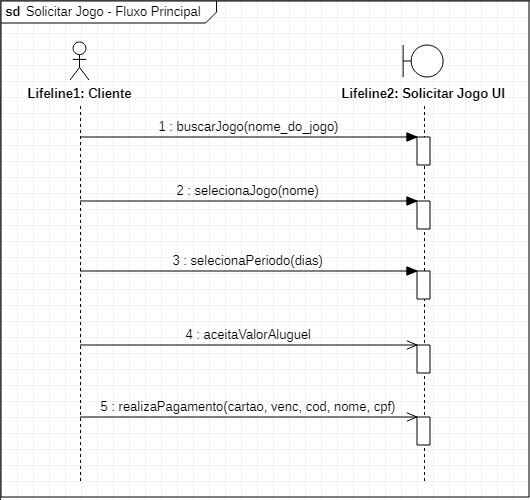 sd Solicitar Jogo - Fluxo Principal
Lifeline1: Cliente
Lifeline2: Solicitar Jogo UI
1 : buscarJogo(nome_do_jogo)
2 : selecionaJogo(nome)
3 : selecionaPeriodo(dias)
4 : aceitaValorAluguel
5 : realizaPagamento(cartao, venc, cod, nome, cpf)